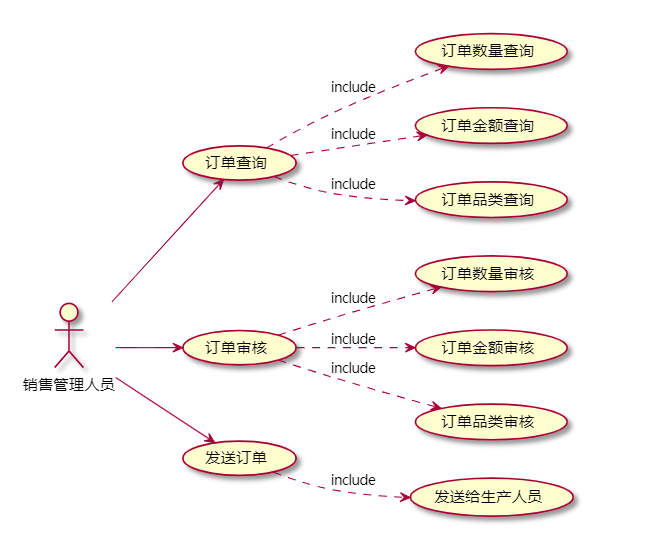 订单数量查询
include
订单金额查询
include
订单查询
include
订单品类查询
订单数量审核
include
销售管理人员
订单审核
include
订单金额审核
include
订单品类审核
发送订单
include
发送给生产人员